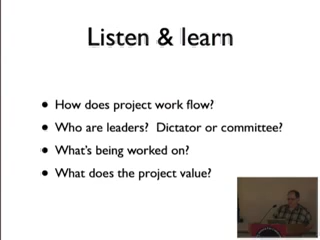 Listen & learn
• How does project work flow?
• Who are leaders? Dictator or committee?
• What's being worked on?
• What does the project value?